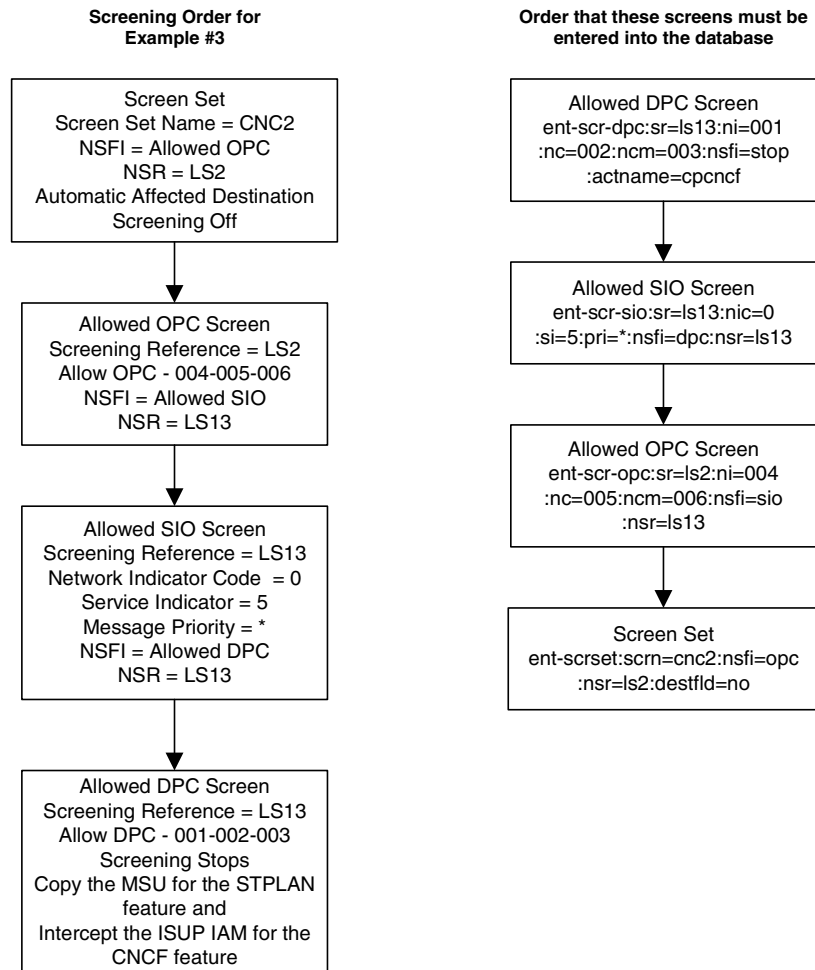 Screening Order for
Example #3
Screen Set
Screen Set Name = CNC2
NSFI = Allowed OPC
NSR = LS2
Automatic Affected Destination
Screening Off
Allowed OPC Screen
Screening Reference = LS2
Allow OPC - 004-005-006
NSFI = Allowed SIO
NSR = LS13
Allowed SIO Screen
Screening Reference = LS13
Network Indicator Code = 0
Service Indicator = 5
Message Priority = *
NSFI = Allowed DPC
NSR = LS13
Allowed DPC Screen
Screening Reference = LS13
Allow DPC - 001-002-003
Screening Stops
Copy the MSU for the STPLAN
feature and
Intercept the ISUP IAM for the
CNCF feature
Order that these screens must be
entered into the database
Allowed DPC Screen
ent-scr-dpc:sr=ls13:ni=001
:nc=002:ncm=003:nsfi=stop
:actname=cpcncf
Allowed SIO Screen
ent-scr-sio:sr=ls13:nic=0
:si=5:pri=*:nsfi=dpc:nsr=ls13
Allowed OPC Screen
ent-scr-opc:sr=ls2:ni=004
:nc=005:ncm=006:nsfi=sio
:nsr=ls13
Screen Set
ent-scrset:scrn=cnc2:nsfi=opc
:nsr=ls2:destfld=no